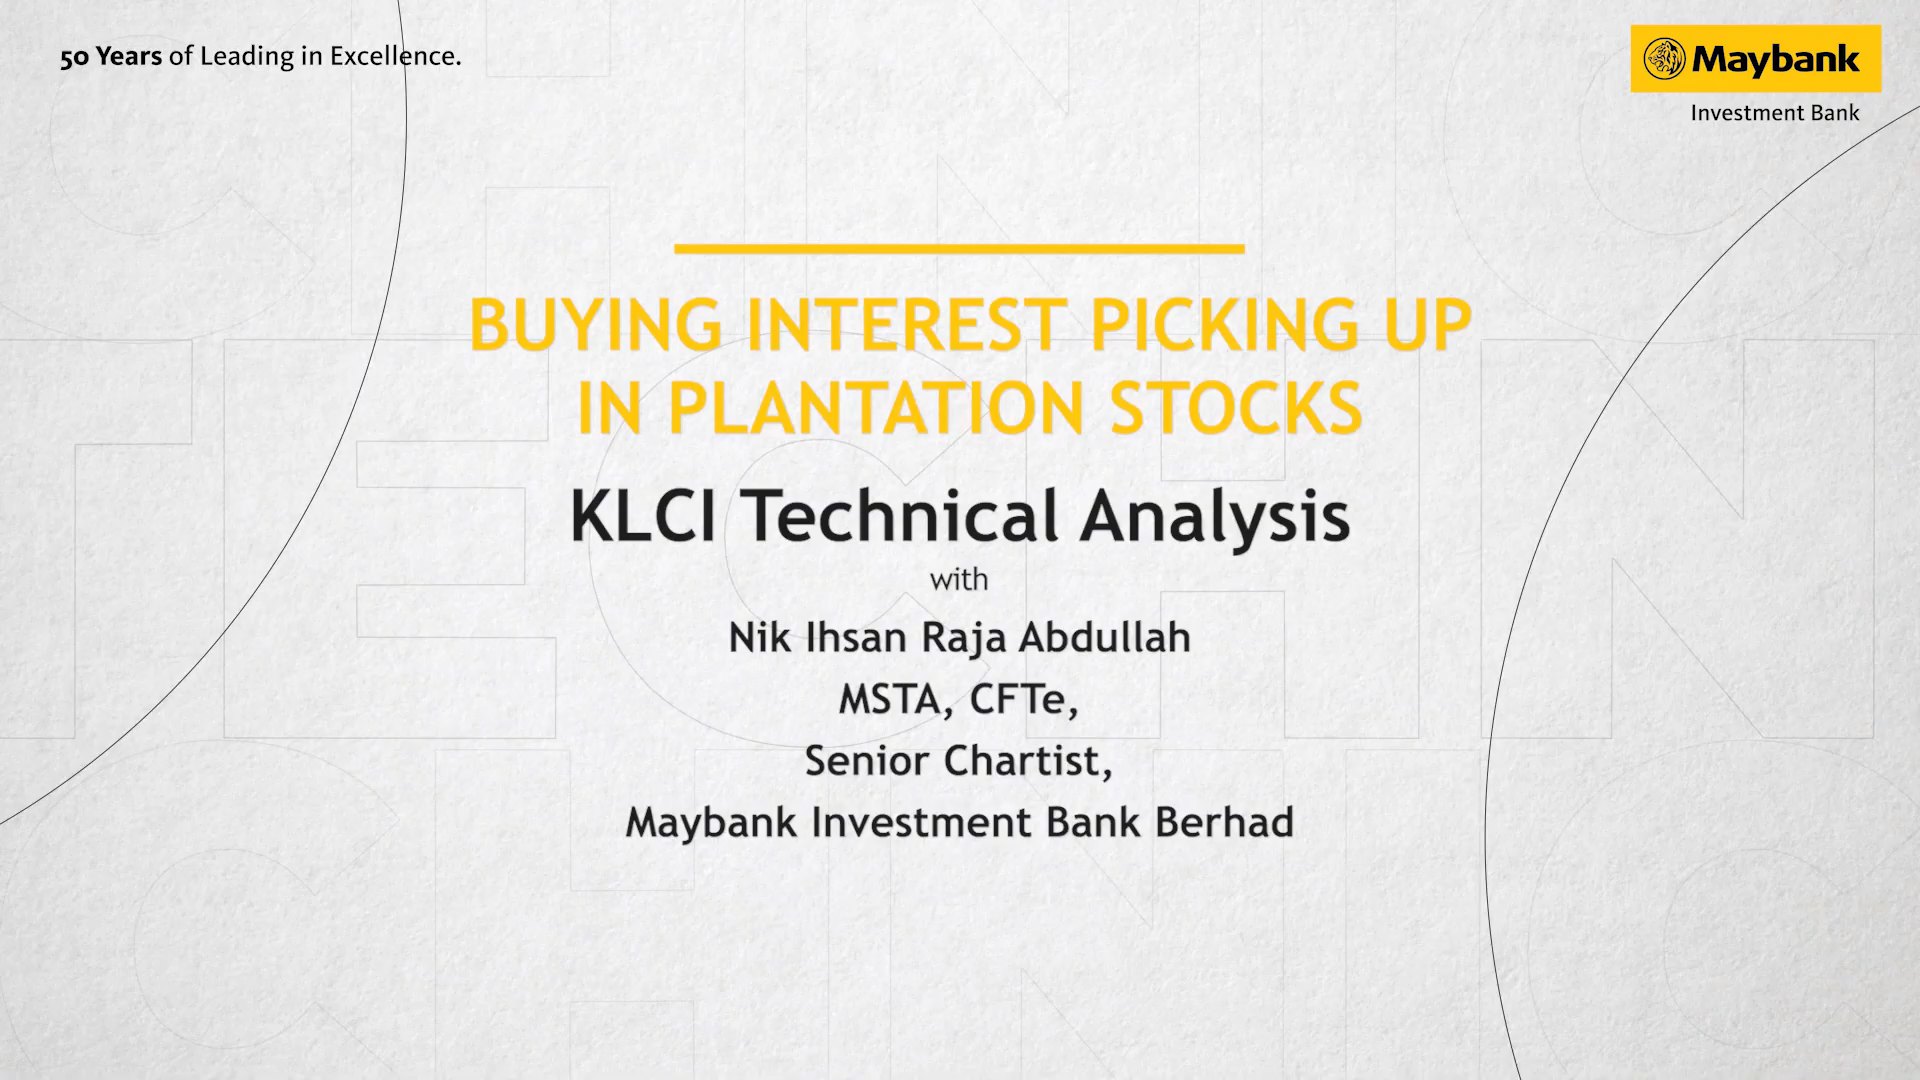 50 Years of Leading in Excellence.
Maybank
Investment Bank
BUYING INTEREST PICKING UP
IN PLANTATION STOCKS
KLCI Technical Analysis
with
Nik Ihsan Raja Abdullah
MSTA, CFTe,
Senior Chartist,
Maybank Investment Bank Berhad